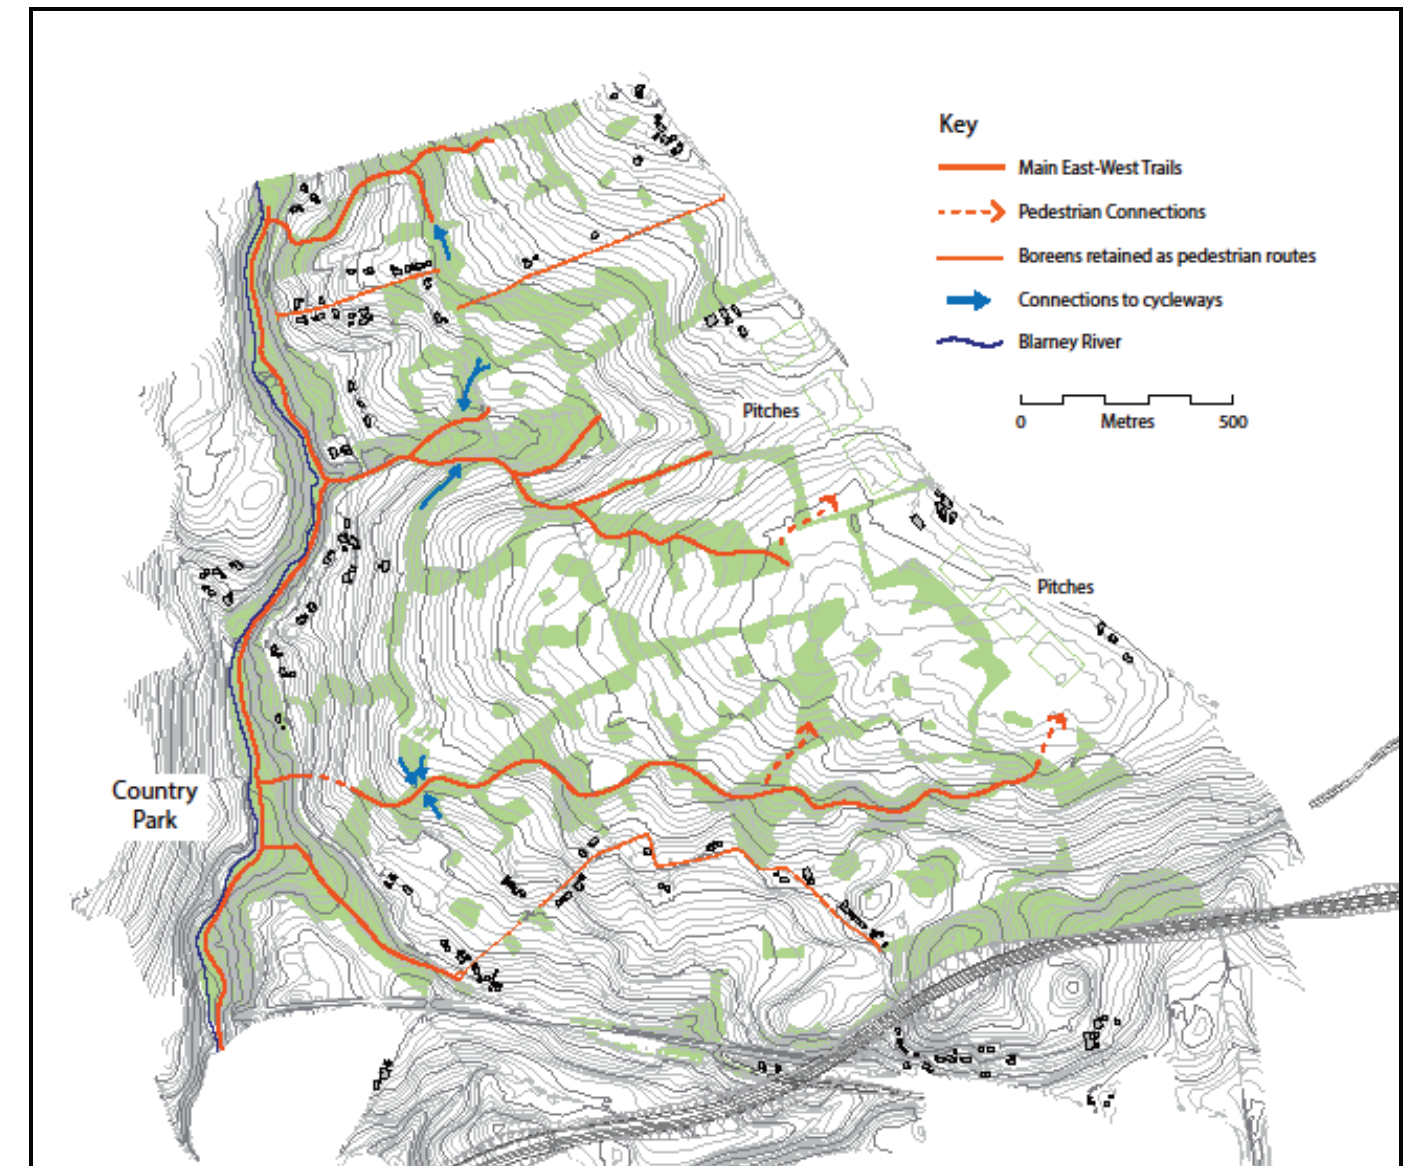 Key
Main East-West Trails
Pedestrian Connections
Boreens retained as pedestrian routes
Connections to cycleways
Blarney River
0 Metres 500
Pitches
Pitches
Country
Park